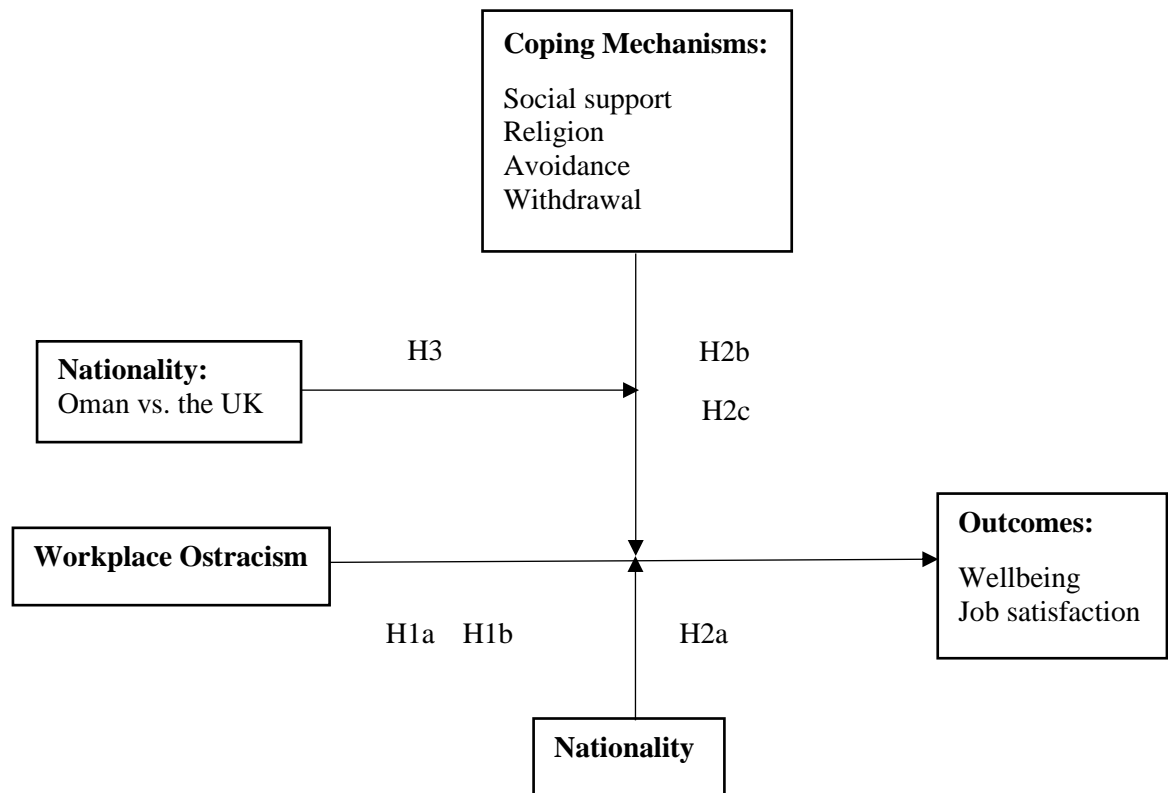 Coping Mechanisms:
Social support
Religion
Avoidance
Withdrawal
H3
H2b
Nationality:
Oman vs. the UK
H2c
Workplace Ostracism
Outcomes:
Wellbeing
Job satisfaction
H1a H1b
H2a
Nationality